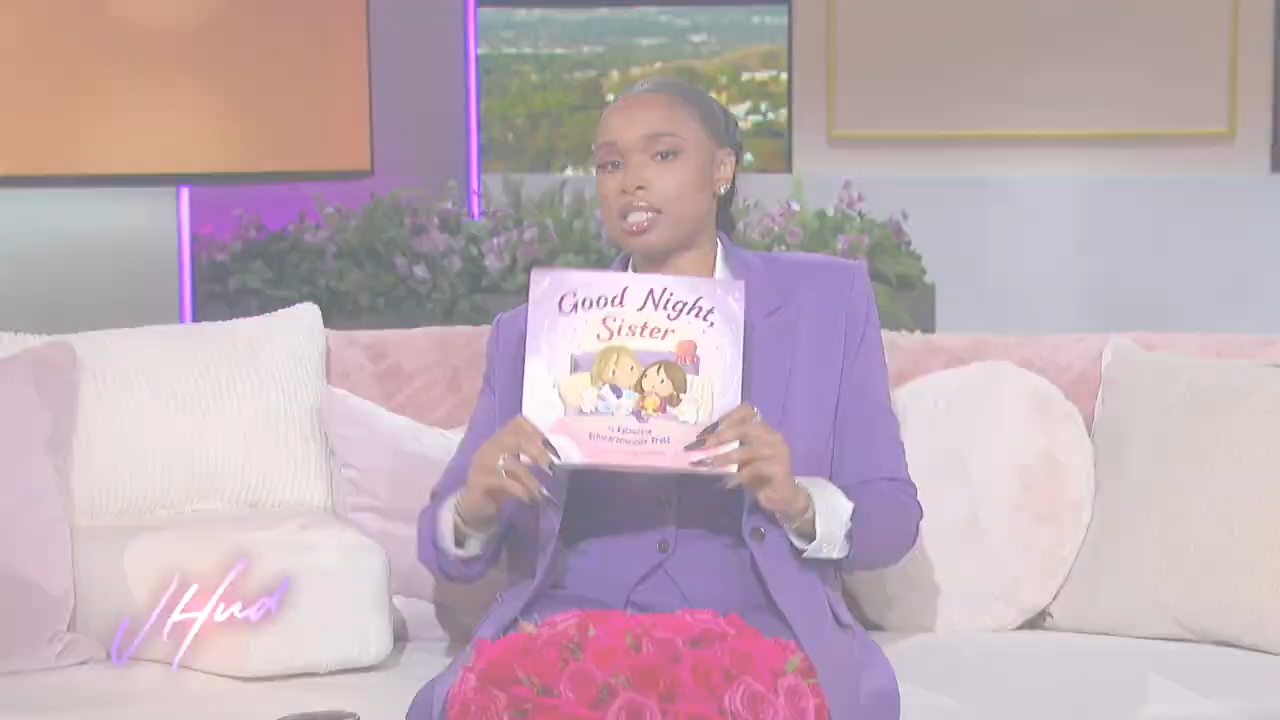 Good Night,
Sister
Katherine
Schwarzenegger Pratt
JHud